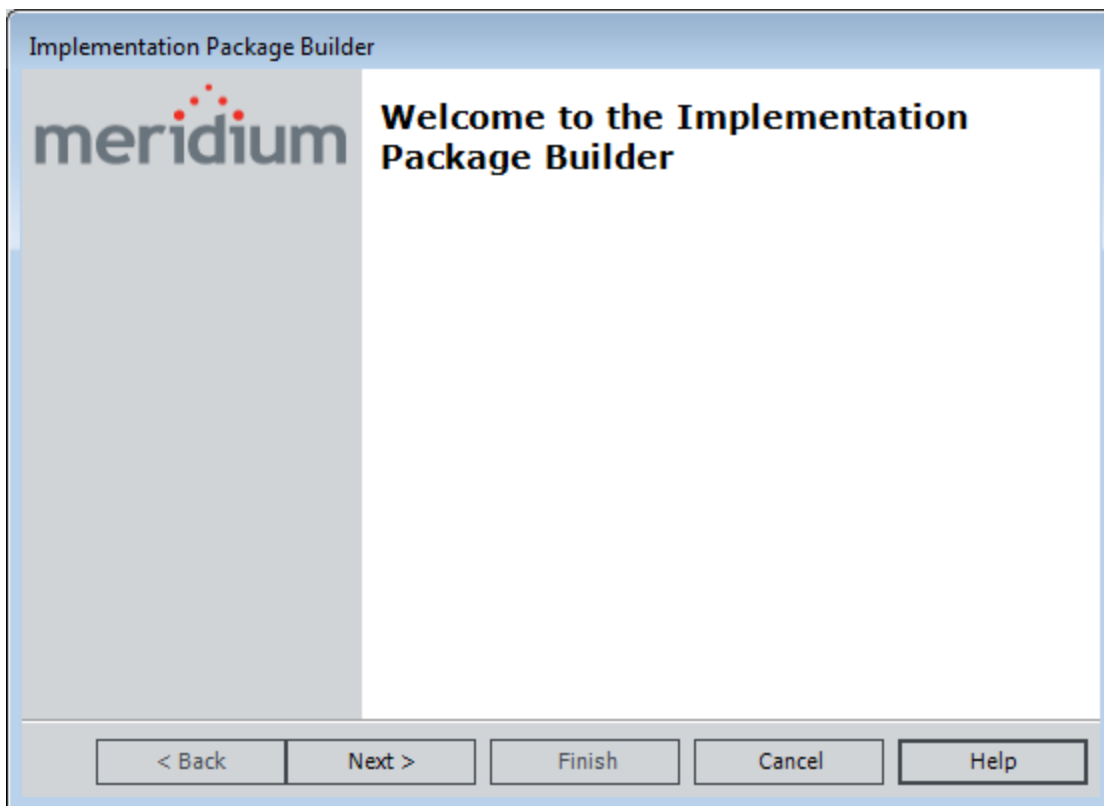 Implementation Package Builder
meridium
Welcome to the Implementation
Package Builder
< Back
Next >
Finish
Cancel
Help